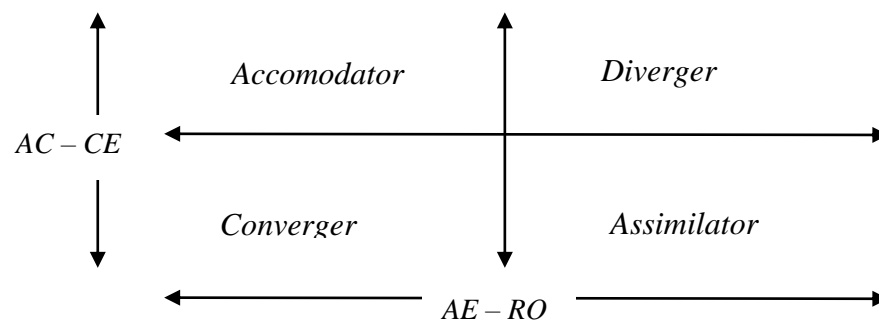 Accomodator
Diverger
AC – CE
Converger
Assimilator
AE – RO